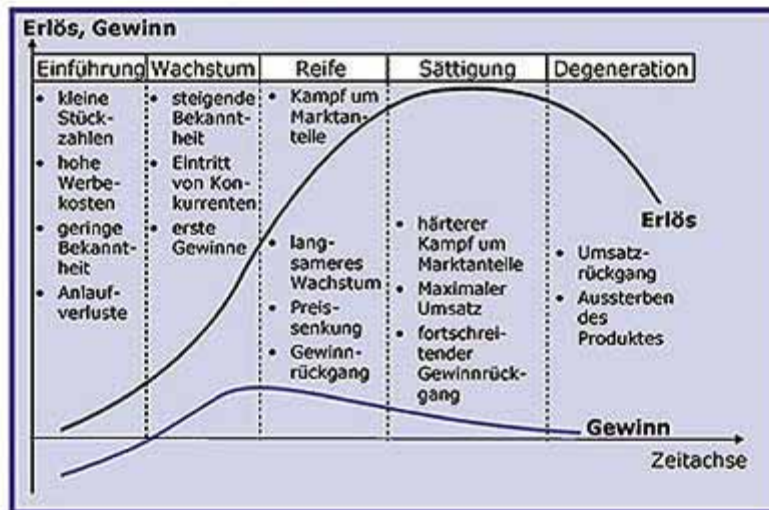 Erlös, Gewinn
Einführung
Wachstum
Reife
Sättigung
Degeneration
• kleine
Stück-
zahlen
• hohe
Werbe-
kosten
• geringe
Bekannt-
heit
• Anlauf-
verluste
• steigende
Bekannt-
heit
• Eintritt
von Kon-
kurrenten
• erste
Gewinne
• Kampf um
Marktan-
teile
• lang-
sameres
Wachstum
• Preis-
senkung
• Gewinn-
rückgang
• härterer
Kampf um
Marktanteile
• Maximaler
Umsatz
• fortschrei-
tender
Gewinnrück-
gang
Erlös
• Umsatz-
rückgang
• Aussterben
des
Produktes
Gewinn
Zeitachse